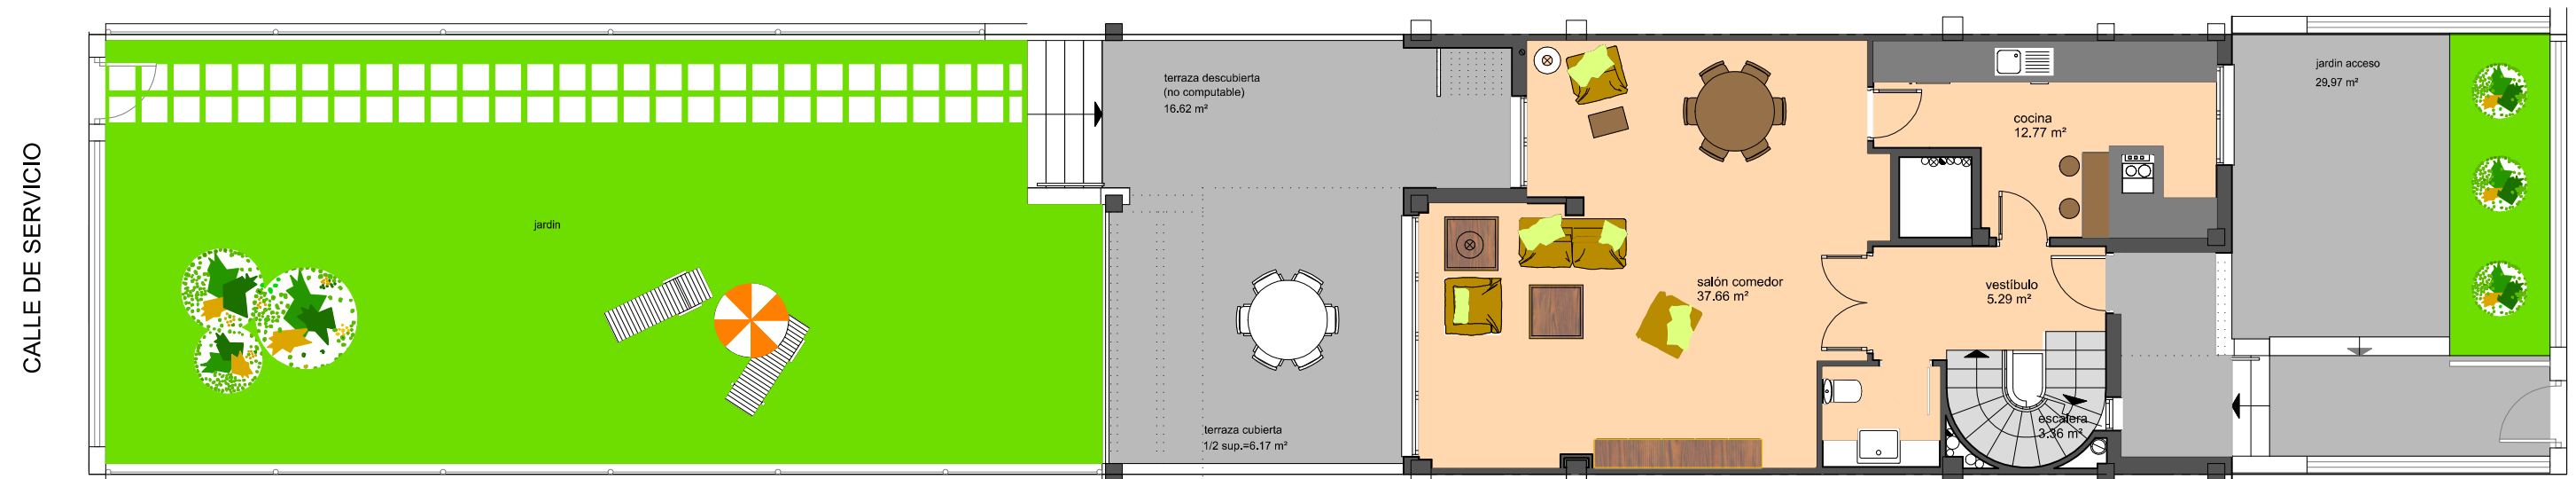 CALLE DE SERVICIO
jardin
terraza descubierta
(no computable)
16.62 m²
terraza cubierta
1/2 sup.=6.17 m²
salón comedor
37.66 m²
cocina
12.77 m²
vestíbulo
5.29 m²
escalera
3.36 m²
jardin acceso
29,97 m²